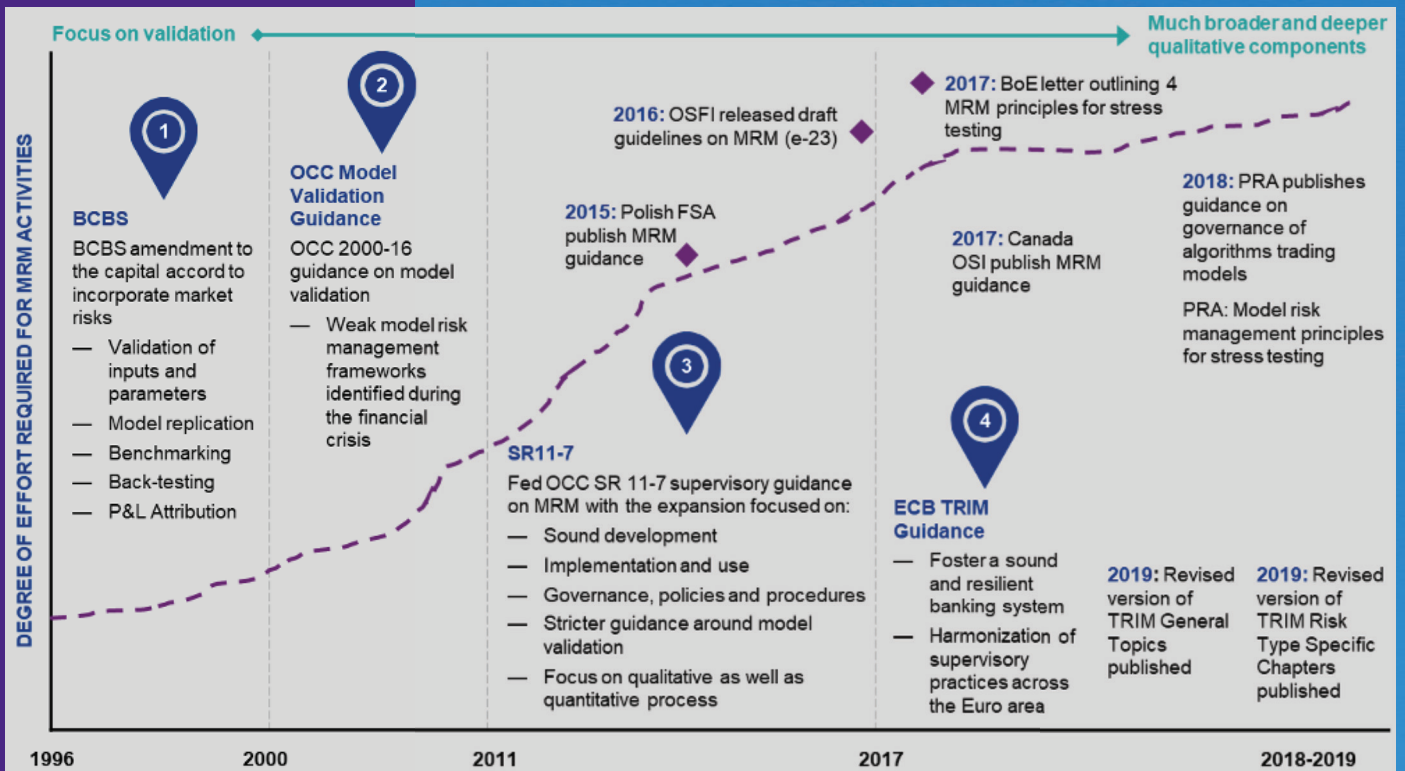 Focus on validation
Much broader and deeper
qualitative components
DEGREE OF EFFORT REQUIRED FOR MRM ACTIVITIES
1
BCBS
BCBS amendment to
the capital accord to
incorporate market
risks
— Validation of
inputs and
parameters
— Model replication
— Benchmarking
— Back-testing
— P&L Attribution
2
OCC Model
Validation
Guidance
OCC 2000-16
guidance on model
validation
— Weak model risk
management
frameworks
identified during
the financial
crisis
2015: Polish FSA
publish MRM
guidance
2016: OSFI released draft
guidelines on MRM (e-23)
3
SR11-7
Fed OCC SR 11-7 supervisory guidance
on MRM with the expansion focused on:
— Sound development
— Implementation and use
— Governance, policies and procedures
— Stricter guidance around model
validation
— Focus on qualitative as well as
quantitative process
2017: BoE letter outlining 4
MRM principles for stress
testing
2017: Canada
OSI publish MRM
guidance
2018: PRA publishes
guidance on
governance of
algorithms trading
models
PRA: Model risk
management principles
for stress testing
4
ECB TRIM
Guidance
— Foster a sound
and resilient
banking system
— Harmonization of
supervisory
practices across
the Euro area
2019: Revised
version of
TRIM General
Topics
published
2019: Revised
version of
TRIM Risk
Type Specific
Chapters
published
1996
2000
2011
2017
2018-2019